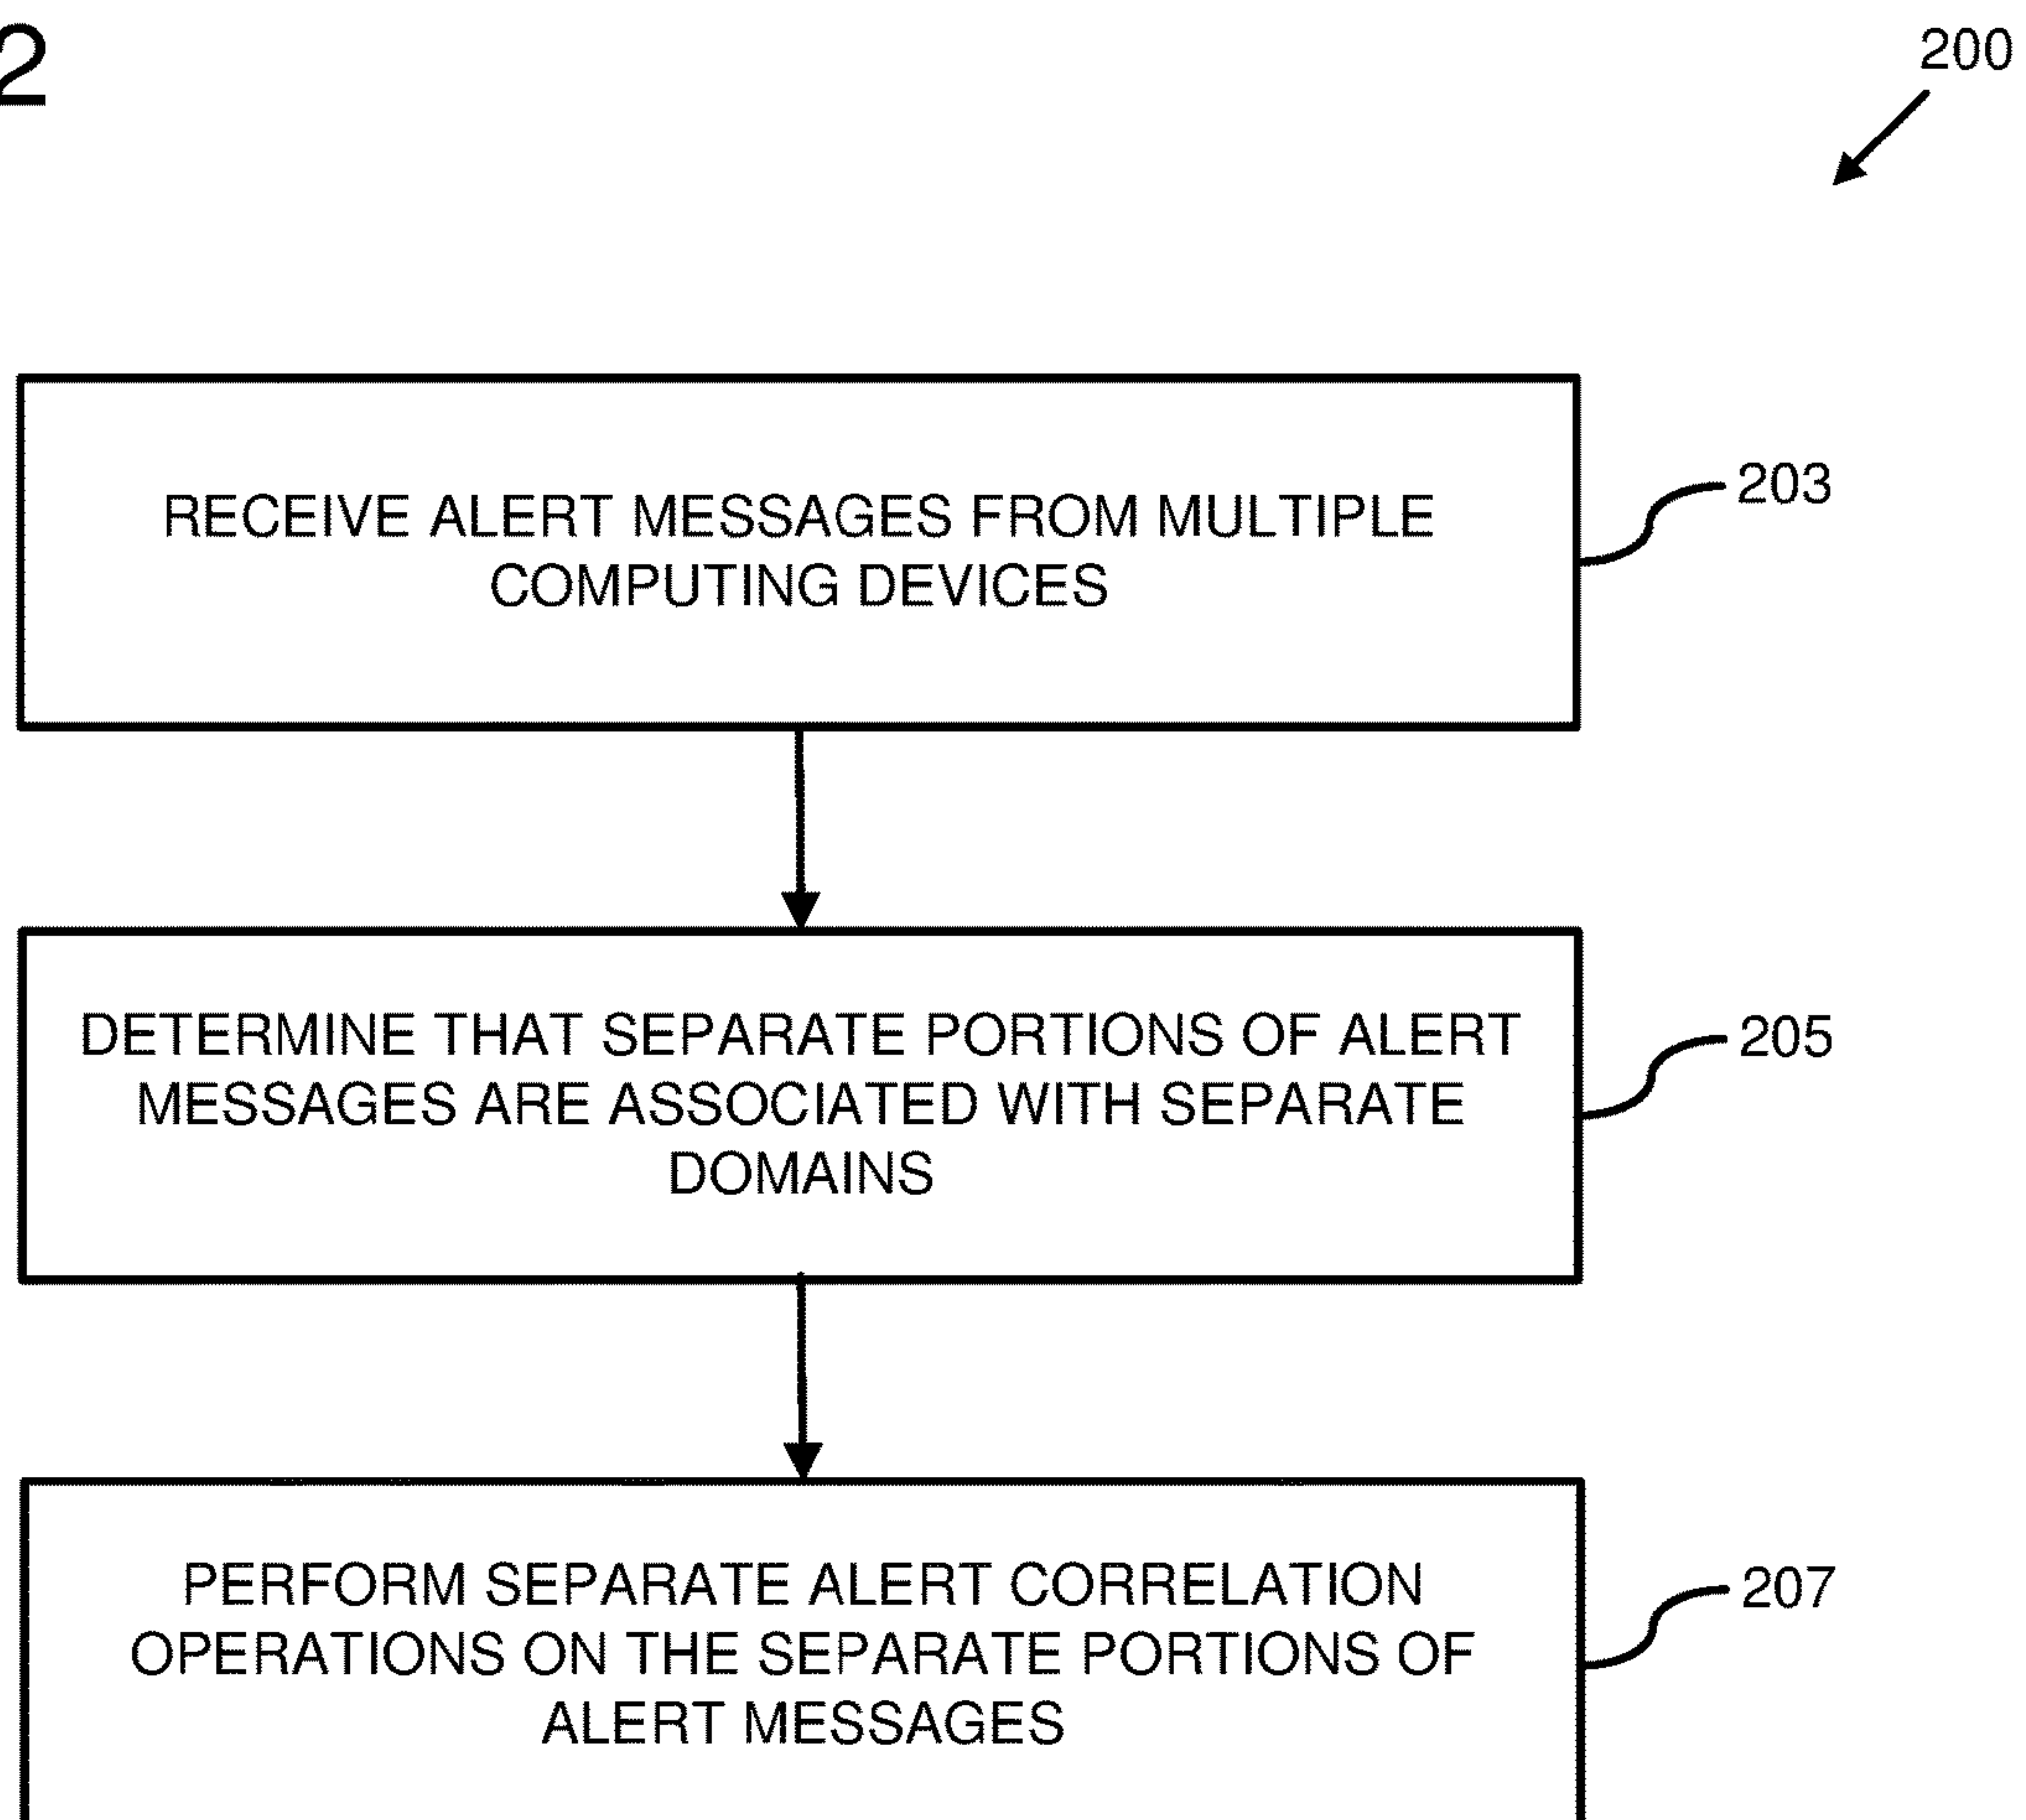 2
200
RECEIVE ALERT MESSAGES FROM MULTIPLE
COMPUTING DEVICES
203
DETERMINE THAT SEPARATE PORTIONS OF ALERT
MESSAGES ARE ASSOCIATED WITH SEPARATE
DOMAINS
205
PERFORM SEPARATE ALERT CORRELATION
OPERATIONS ON THE SEPARATE PORTIONS OF
ALERT MESSAGES
207